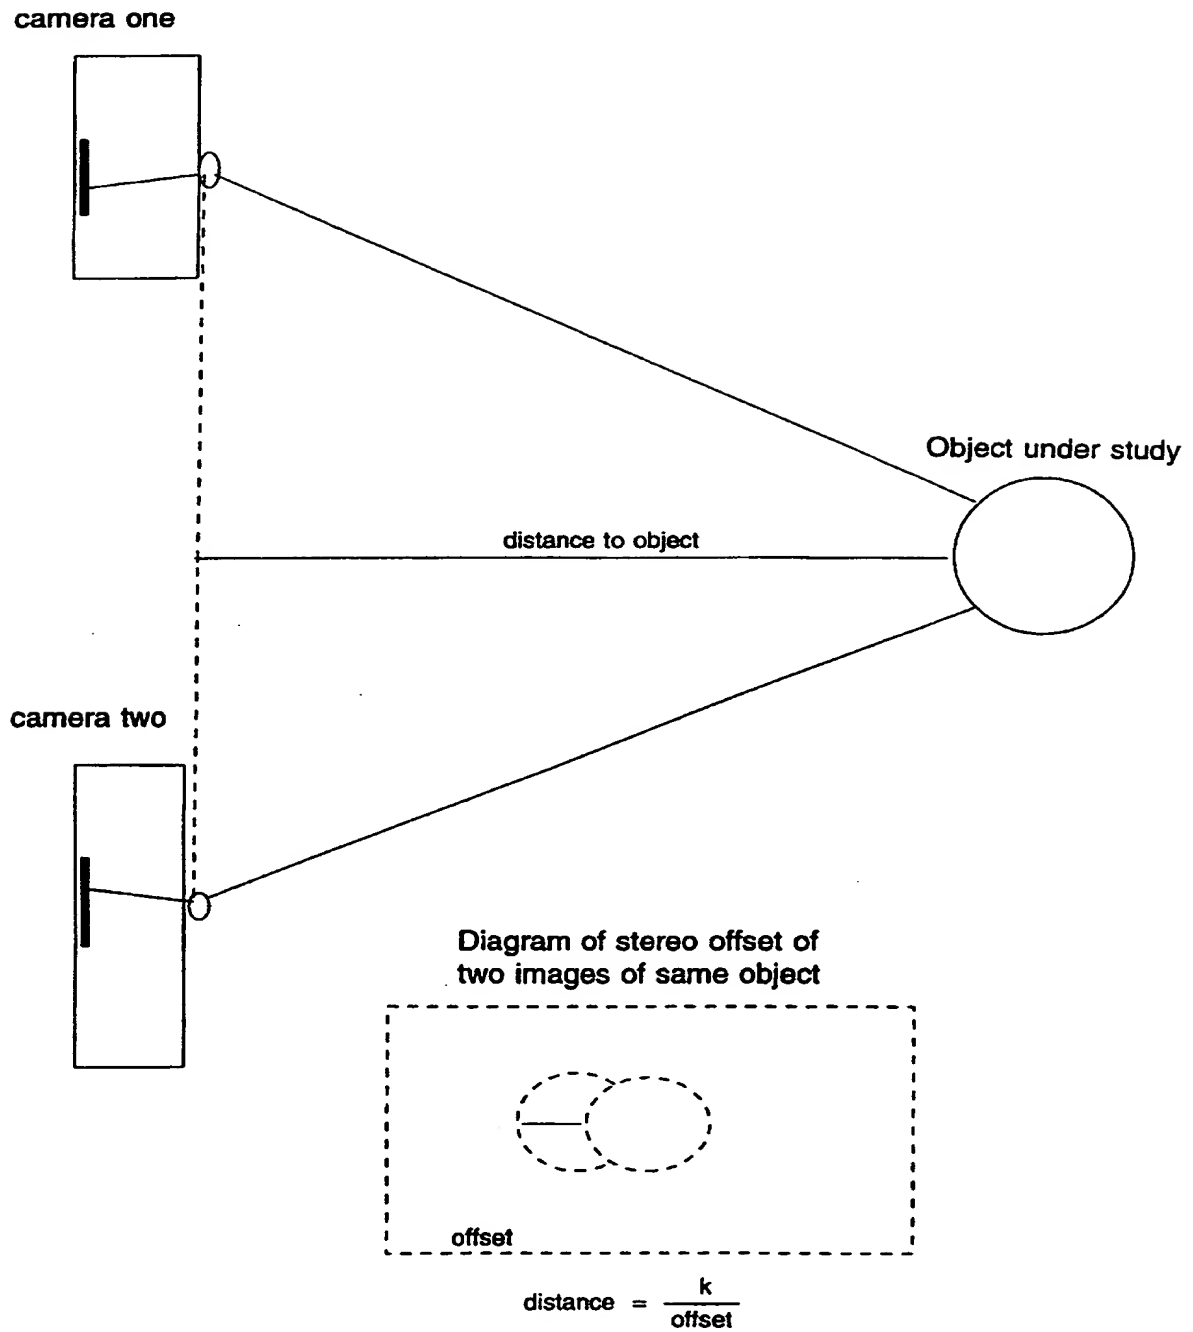 camera one
Object under study
distance to object
camera two
Diagram of stereo offset of
two images of same object
offset
distance = k
offset